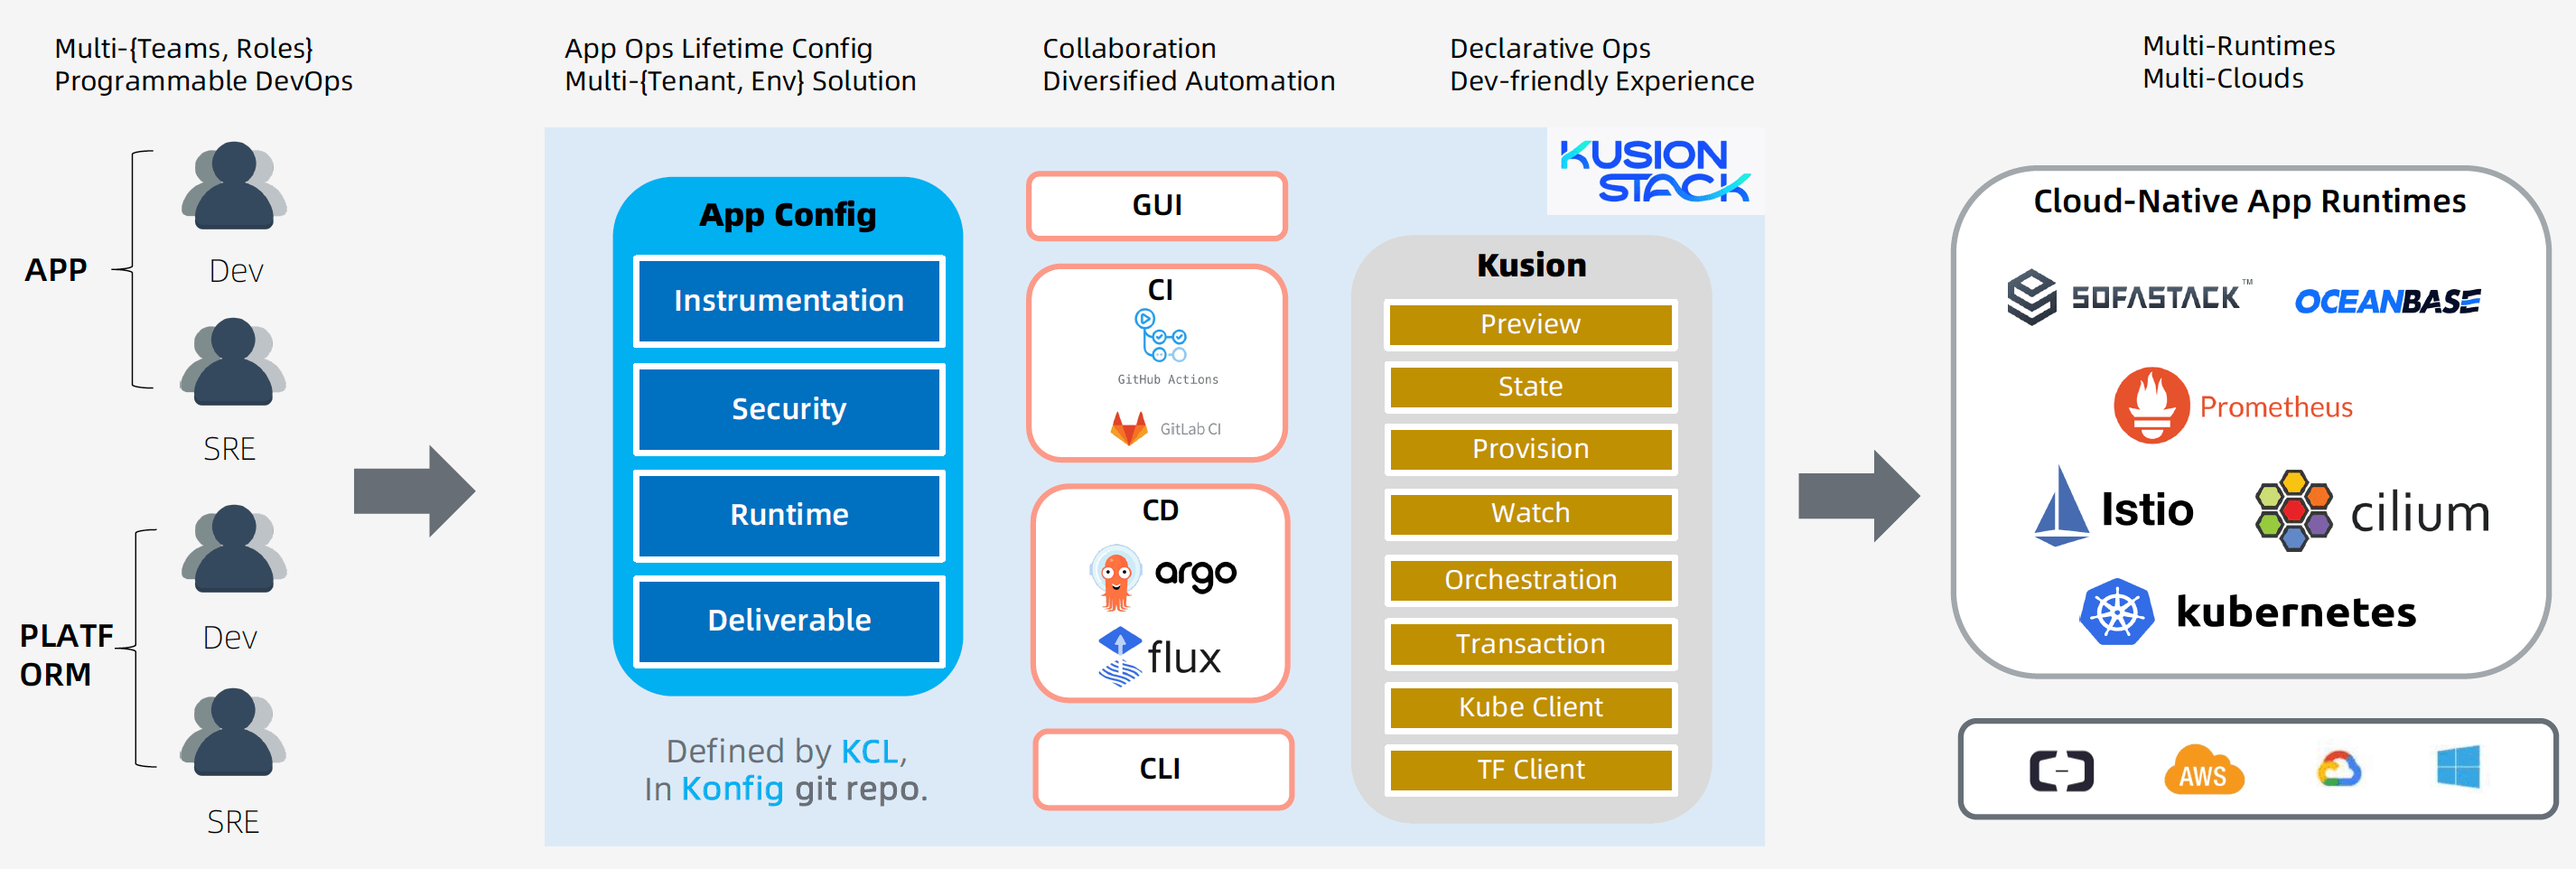 Multi-{Teams, Roles}
Programmable DevOps
App Ops Lifetime Config
Multi-{Tenant, Env} Solution
Collaboration
Diversified Automation
Declarative Ops
Dev-friendly Experience
Multi-Runtimes
Multi-Clouds
APP
Dev
SRE
PLATF
ORM
Dev
SRE
App Config
Instrumentation
Security
Runtime
Deliverable
Defined by KCL,
In Konfig git repo.
GUI
CI
GitHub Actions
GitLab CI
CD
argo
flux
CLI
KUSION
STACK
Kusion
Preview
State
Provision
Watch
Orchestration
Transaction
Kube Client
TF Client
Cloud-Native App Runtimes
SOFASTACK™
OCEANBASE
Prometheus
Istio
cilium
kubernetes
AWS